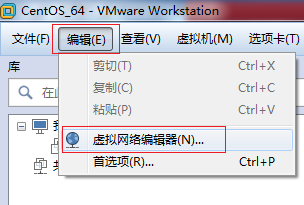 CentOS_64 - VMware Workstation
文件(F) 编辑(E) 查看(V) 虚拟机(M) 选项卡(T)
库
剪切(T) Ctrl+X
复制(C) Ctrl+C
粘贴(P) Ctrl+V
虚拟网络编辑器(N)...
首选项(R)... Ctrl+P